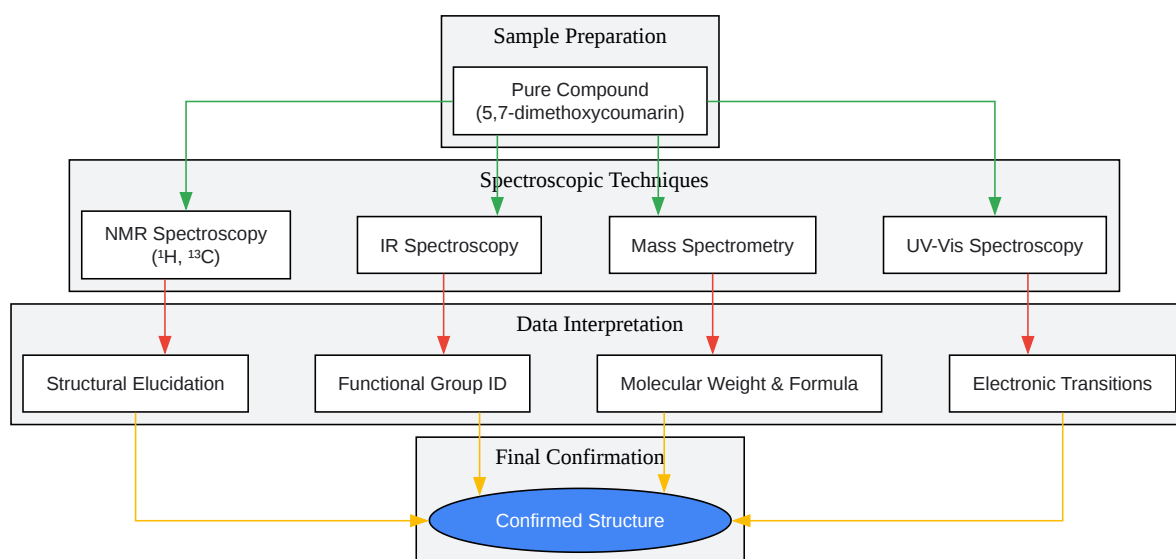 Sample Preparation
Pure Compound
(5,7-dimethoxycoumarin)
Spectroscopic Techniques
NMR Spectroscopy
(¹H, ¹³C)
IR Spectroscopy
Mass Spectrometry
UV-Vis Spectroscopy
Data Interpretation
Structural Elucidation
Functional Group ID
Molecular Weight & Formula
Electronic Transitions
Final Confirmation
Confirmed Structure